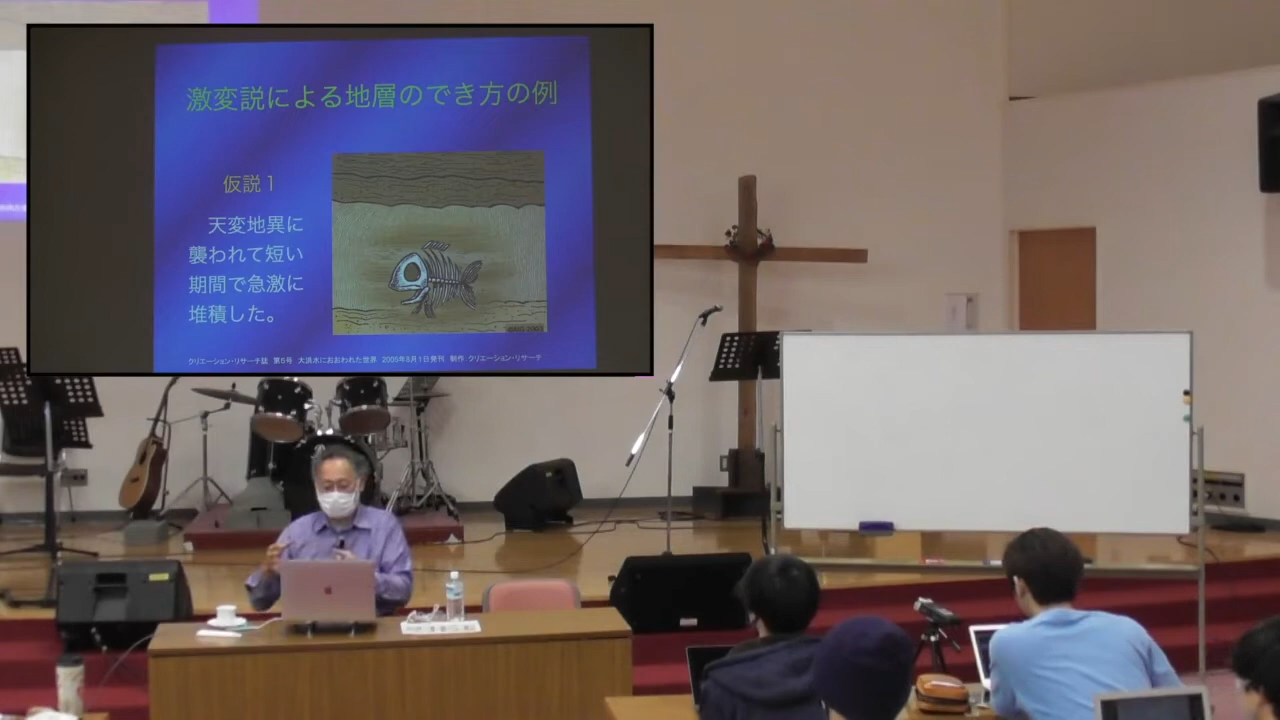 激変説による地層のでき方の例
仮説1
天変地異に
襲われて短い
期間で急激に
堆積した。
クリエーション・リサーチ誌 第5号 大洪水におおわれた世界 2005年8月1日発刊 制作:クリエーション・リサーチ